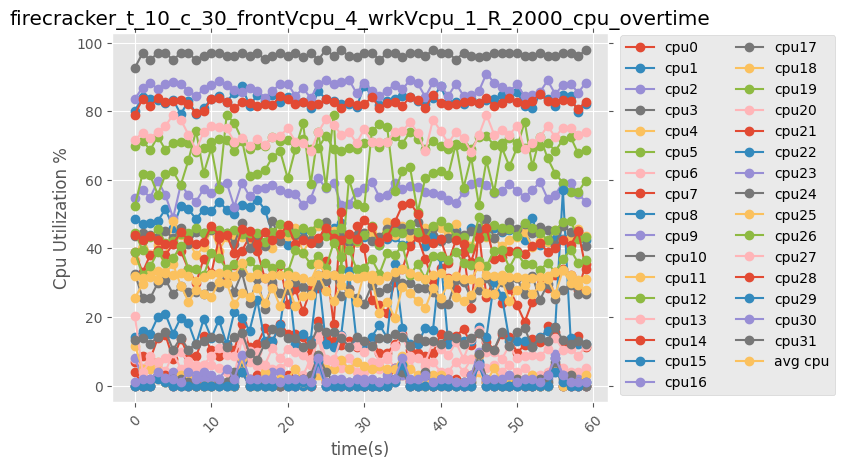 firecracker_t_10_c_30_frontVcpu_4_wrkVcpu_1_R_2000_cpu_overtime
Cpu Utilization %
100
80
60
40
20
0
0
10
20
30
40
50
60
time(s)
cpu0
cpu1
cpu2
cpu3
cpu4
cpu5
cpu6
cpu7
cpu8
cpu9
cpu10
cpu11
cpu12
cpu13
cpu14
cpu15
cpu16
cpu17
cpu18
cpu19
cpu20
cpu21
cpu22
cpu23
cpu24
cpu25
cpu26
cpu27
cpu28
cpu29
cpu30
cpu31
avg cpu